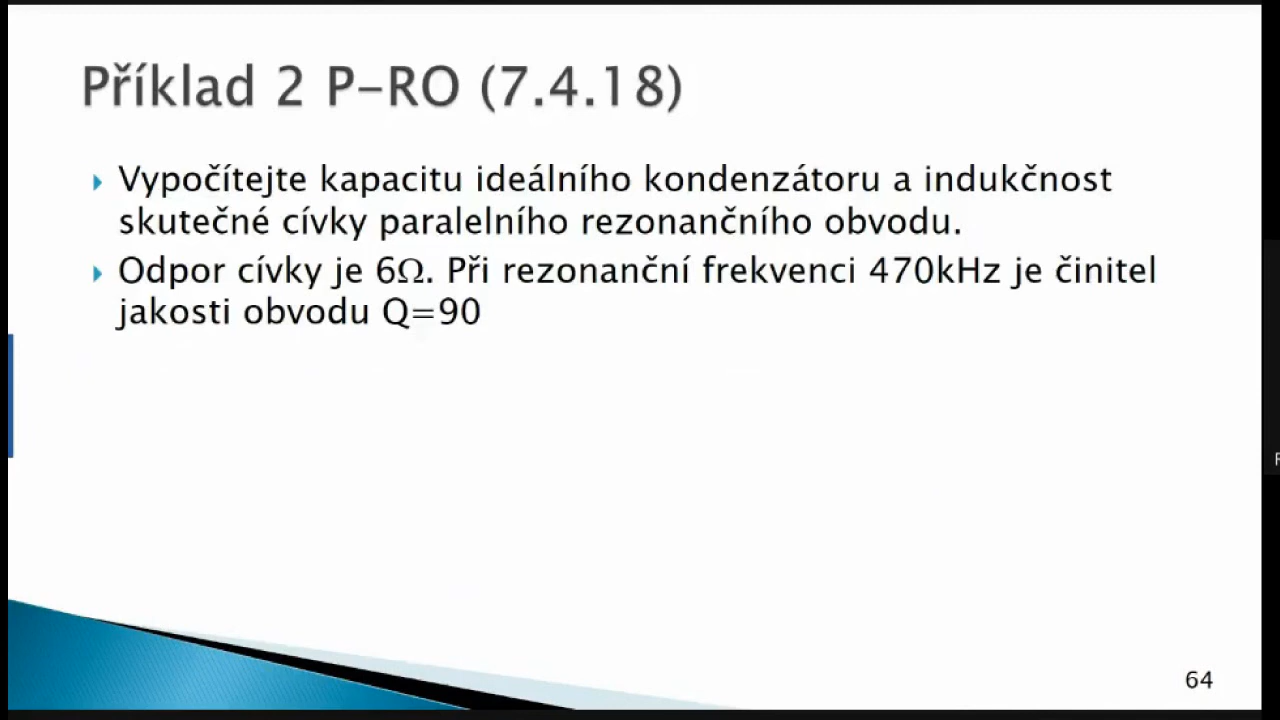 Příklad 2 P-RO (7.4.18)
Vypočítejte kapacitu ideálního kondenzátoru a indukčnost
skutečné cívky paralelního rezonančního obvodu.
Odpor cívky je 6Ω. Při rezonanční frekvenci 470kHz je činitel
jakosti obvodu Q=90
64